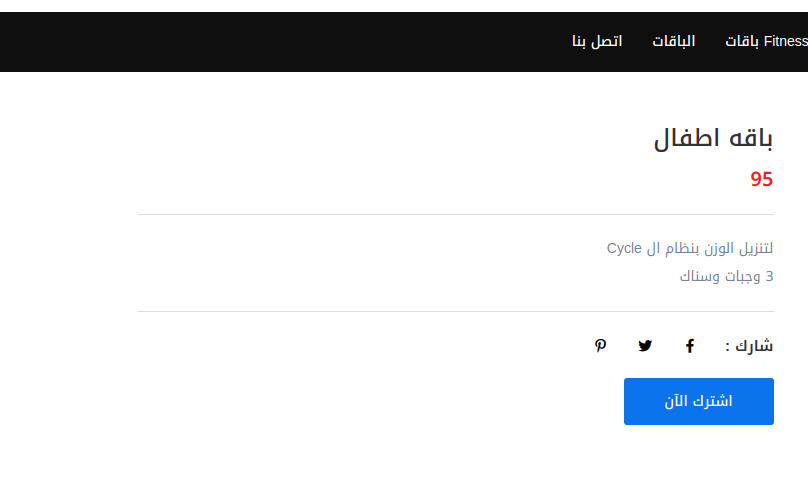 Fitness باقات الباقات اتصل بنا
باقه اطفال
95
لتنزيل الوزن بنظام ال Cycle
3 وجبات وسناك
شارك :
اشترك الآن